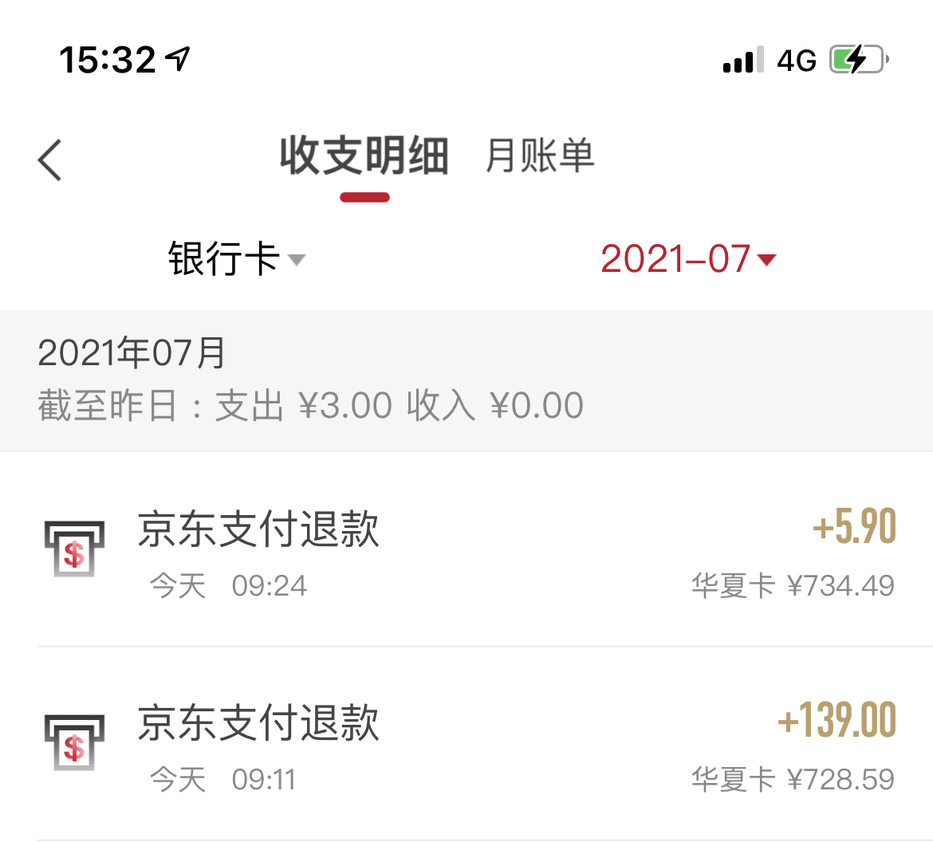 15:32 4G
收支明细 月账单
银行卡 2021-07
2021年07月
截至昨日：支出 ¥3.00 收入 ¥0.00
京东支付退款 +5.90
今天 09:24 华夏卡 ¥734.49
京东支付退款 +139.00
今天 09:11 华夏卡 ¥728.59